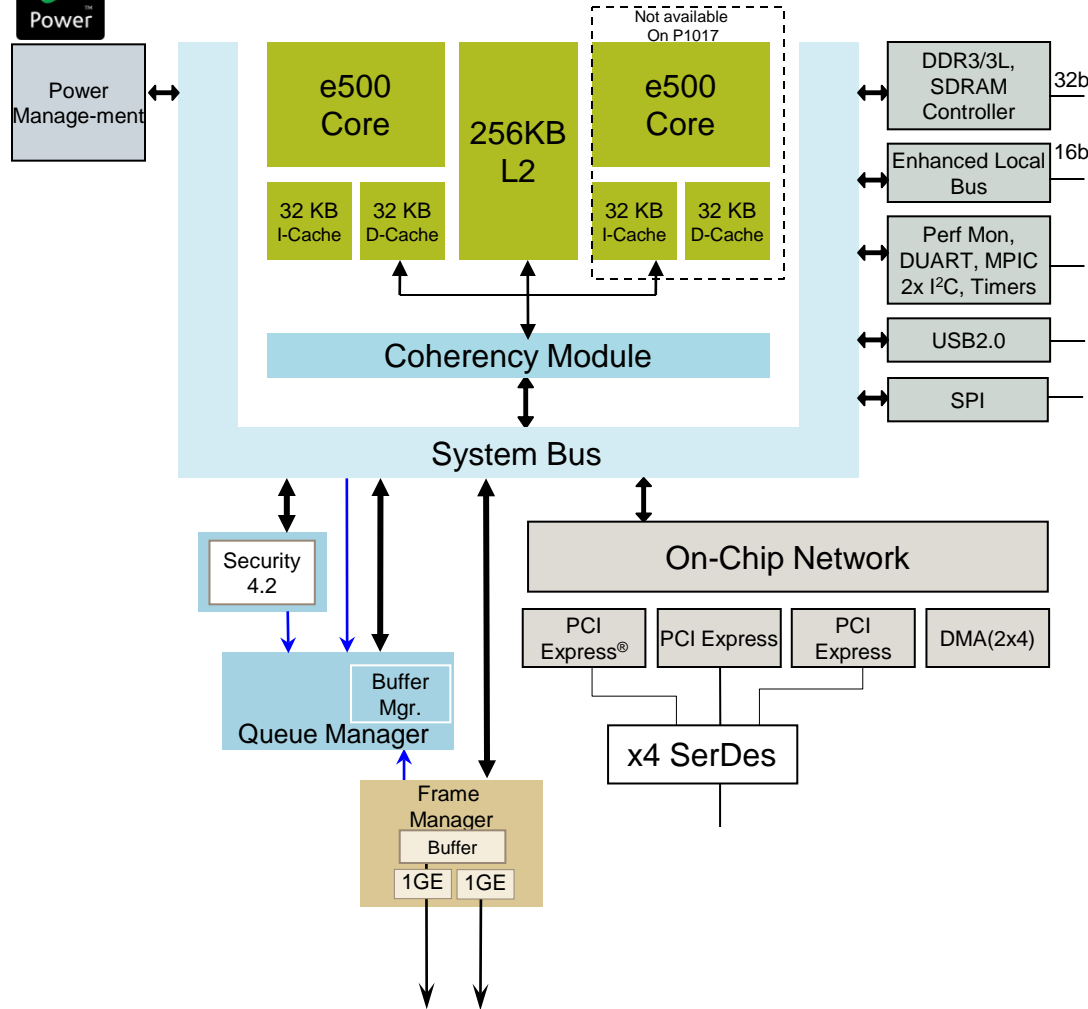 Power™
Not available
On P1017
Power
Manage-ment
e500
Core
256KB
L2
e500
Core
32 KB
I-Cache
32 KB
D-Cache
32 KB
I-Cache
32 KB
D-Cache
Coherency Module
System Bus
DDR3/3L,
SDRAM
Controller
32b
Enhanced Local
Bus
16b
Perf Mon,
DUART, MPIC
2x I²C, Timers
USB2.0
SPI
Security
4.2
Buffer
Mgr.
Queue Manager
Frame
Manager
Buffer
1GE
1GE
On-Chip Network
PCI
Express®
PCI Express
PCI
Express
DMA(2x4)
x4 SerDes